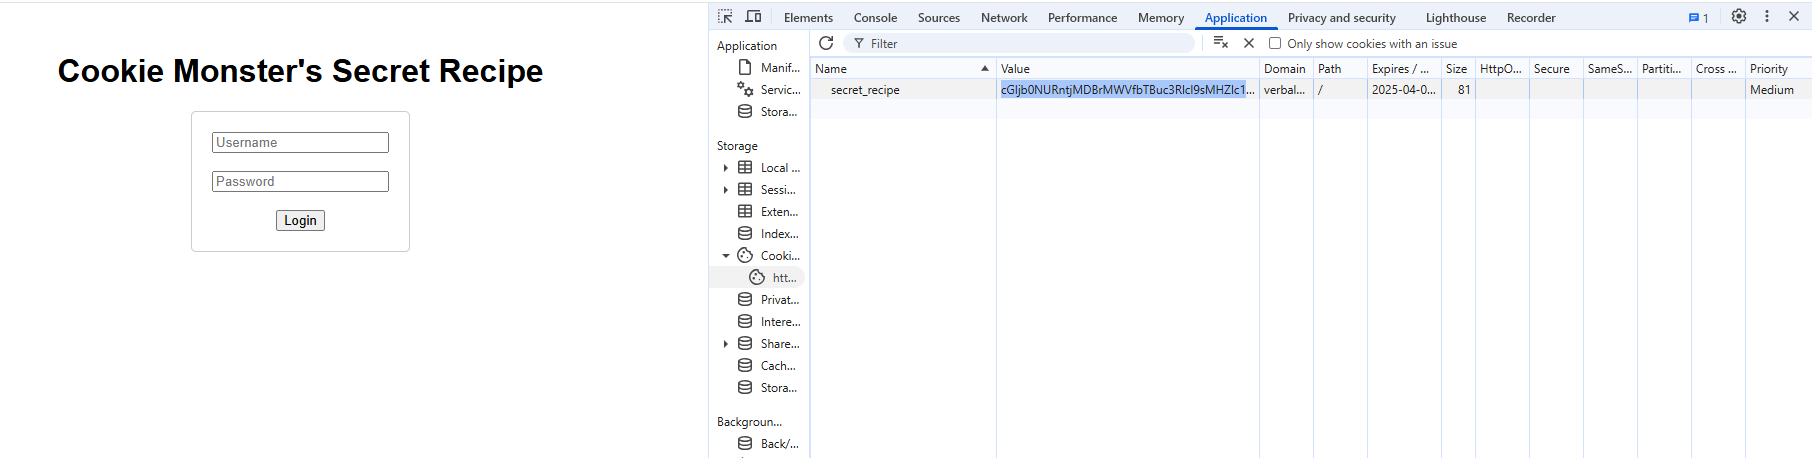 Elements Console Sources Network Performance Memory Application Privacy and security Lighthouse Recorder 1
Cookie Monster's Secret Recipe
Username
Password
Login
Application
Manif...
Servic...
Stora...
Storage
Local ...
Sessi...
Exten...
Index...
Cooki...
htt...
Privat...
Intere...
Share...
Cach...
Stora...
Backgroun...
Back/...
Filter
Only show cookies with an issue
Name Value Domain Path Expires / ... Size HttpO... Secure SameS... Partiti... Cross ... Priority
secret_recipe cGljb0NURntjMDBrMWVfbTBuc3Rlcl9sMHZlc1... verbal... / 2025-04-0... 81 Medium